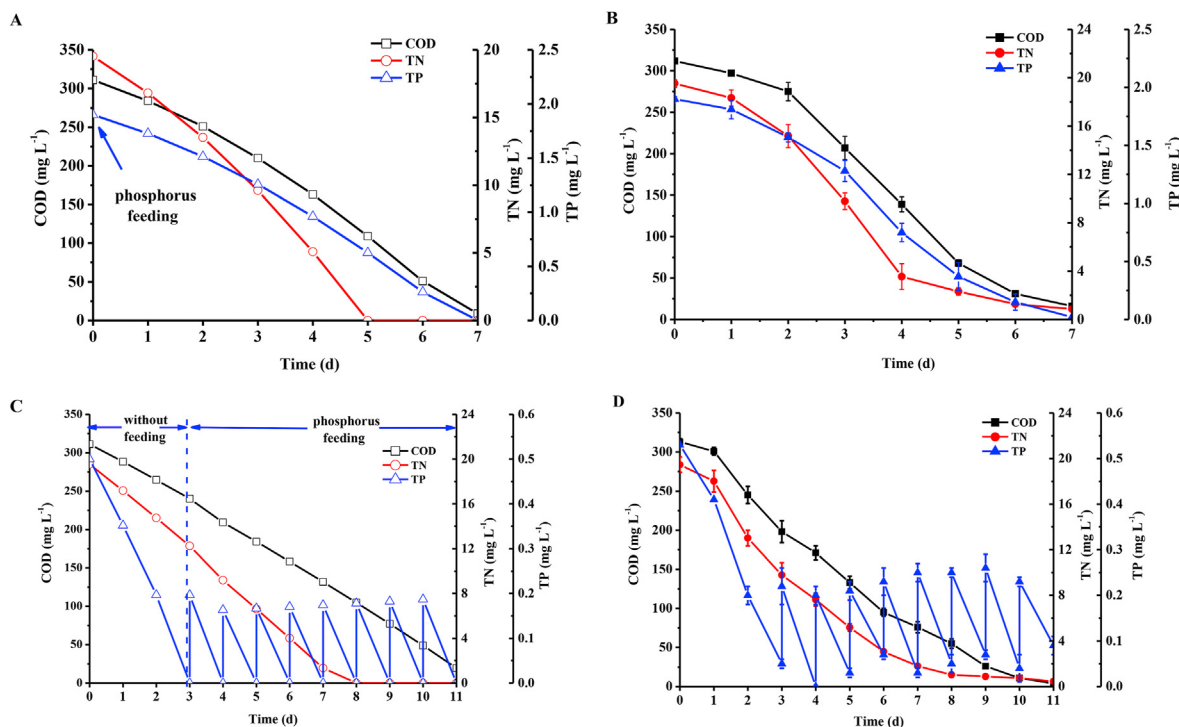 A
COD
TN
TP
350
300
250
200
150
100
50
0
COD (mg L-1)
phosphorus
feeding
20
15
10
5
0
TN (mg L-1)
2.5
2.0
1.5
1.0
0.5
0.0
TP (mg L-1)
0 1 2 3 4 5 6 7
Time (d)
B
COD
TN
TP
350
300
250
200
150
100
50
0
COD (mg L-1)
24
20
16
12
8
4
0
TN (mg L-1)
2.5
2.0
1.5
1.0
0.5
0.0
TP (mg L-1)
0 1 2 3 4 5 6 7
Time (d)
C
without
feeding
phosphorus
feeding
COD
TN
TP
350
300
250
200
150
100
50
0
COD (mg L-1)
24
20
16
12
8
4
0
TN (mg L-1)
0.6
0.5
0.4
0.3
0.2
0.1
0.0
TP (mg L-1)
0 1 2 3 4 5 6 7 8 9 10 11
Time (d)
D
COD
TN
TP
350
300
250
200
150
100
50
0
COD (mg L-1)
24
20
16
12
8
4
0
TN (mg L-1)
0.6
0.5
0.4
0.3
0.2
0.1
0.0
TP (mg L-1)
0 1 2 3 4 5 6 7 8 9 10 11
Time (d)